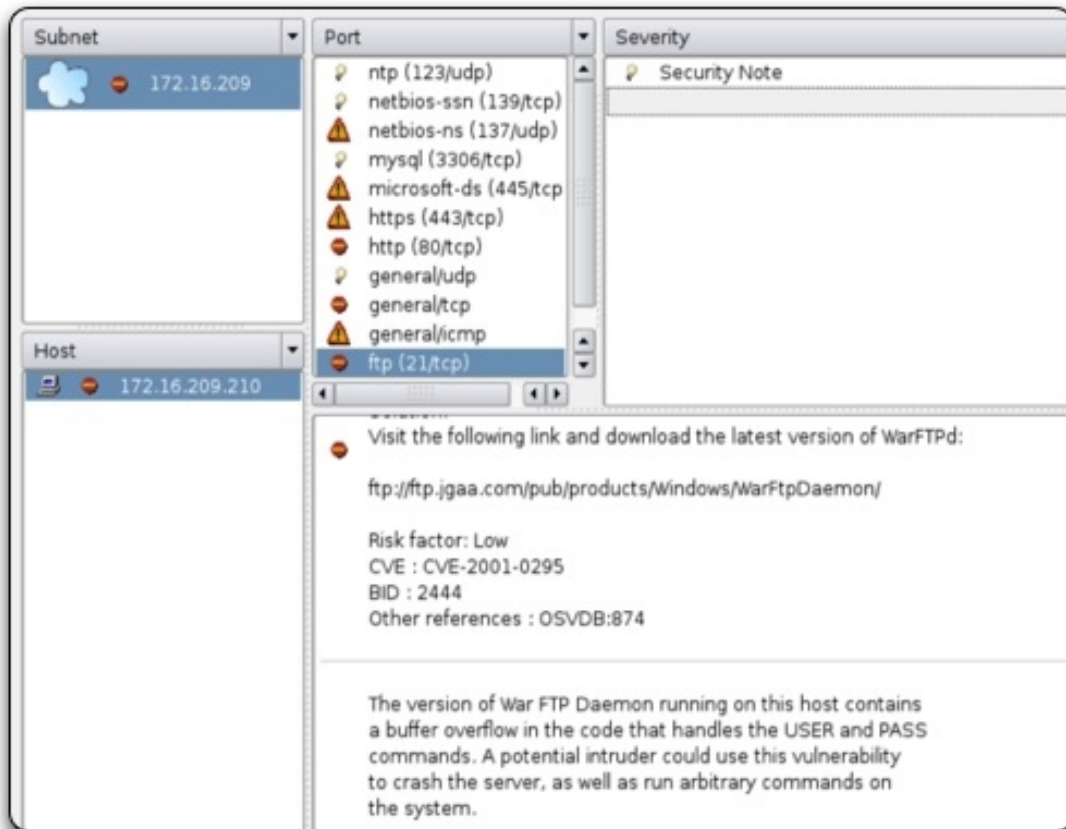 Subnet
172.16.209
Host
172.16.209.210
Port
ntp (123/udp)
netbios-ssn (139/tcp)
netbios-ns (137/udp)
mysql (3306/tcp)
microsoft-ds (445/tcp
https (443/tcp)
http (80/tcp)
general/udp
general/tcp
general/icmp
ftp (21/tcp)
Severity
Security Note
Visit the following link and download the latest version of WarFTPd:
ftp://ftp.jgaa.com/pub/products/Windows/WarFtpDaemon/
Risk factor: Low
CVE : CVE-2001-0295
BID : 2444
Other references : OSVDB:874
The version of War FTP Daemon running on this host contains
a buffer overflow in the code that handles the USER and PASS
commands. A potential intruder could use this vulnerability
to crash the server, as well as run arbitrary commands on
the system.